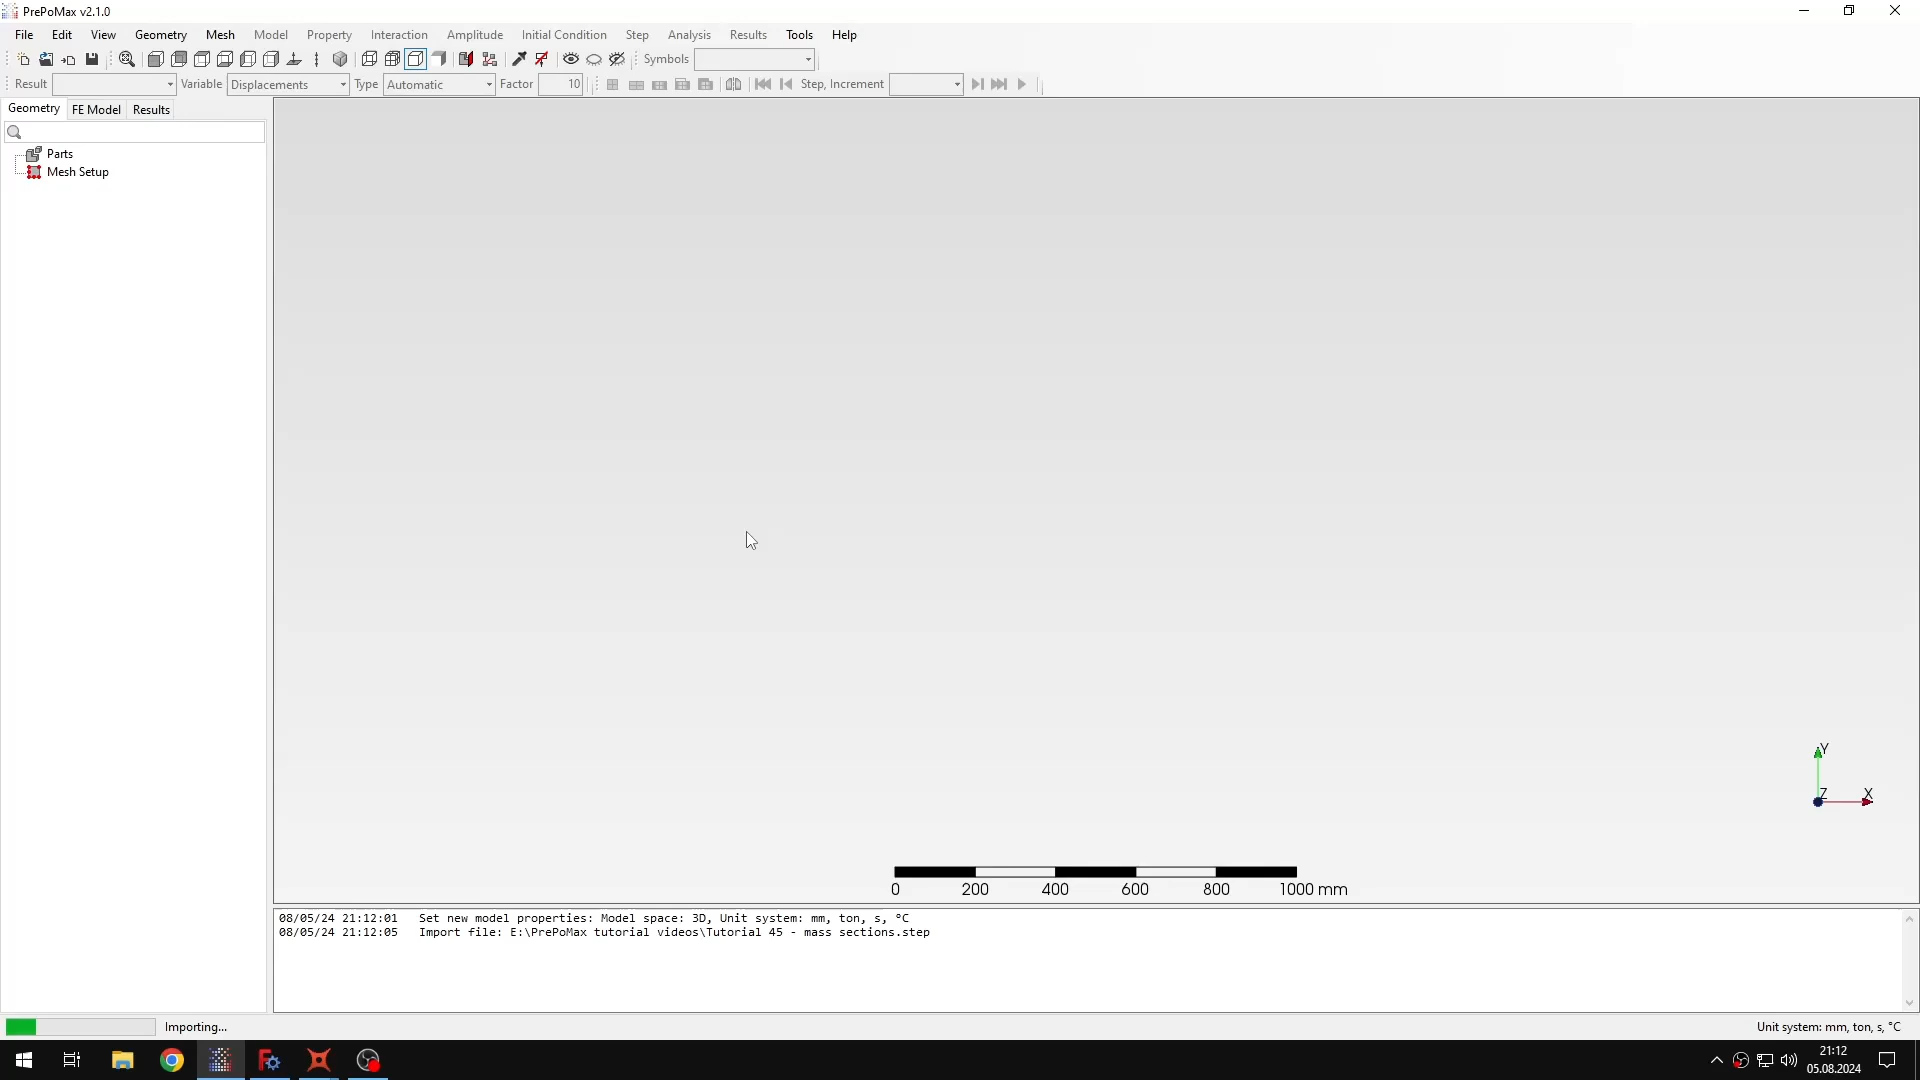 PrePoMax v2.1.0
File Edit View Geometry Mesh Model Property Interaction Amplitude Initial Condition Step Analysis Results Tools Help
Symbols
Result Variable Displacements Type Automatic Factor 10 Step, Increment
Geometry FE Model Results
Parts
Mesh Setup
Y
Z X
0 200 400 600 800 1000 mm
08/05/24 21:12:01 Set new model properties: Model space: 3D, Unit system: mm, ton, s, °C
08/05/24 21:12:05 Import file: E:\PrePoMax tutorial videos\Tutorial 45 - mass sections.step
Importing... Unit system: mm, ton, s, °C
21:12
05.08.2024